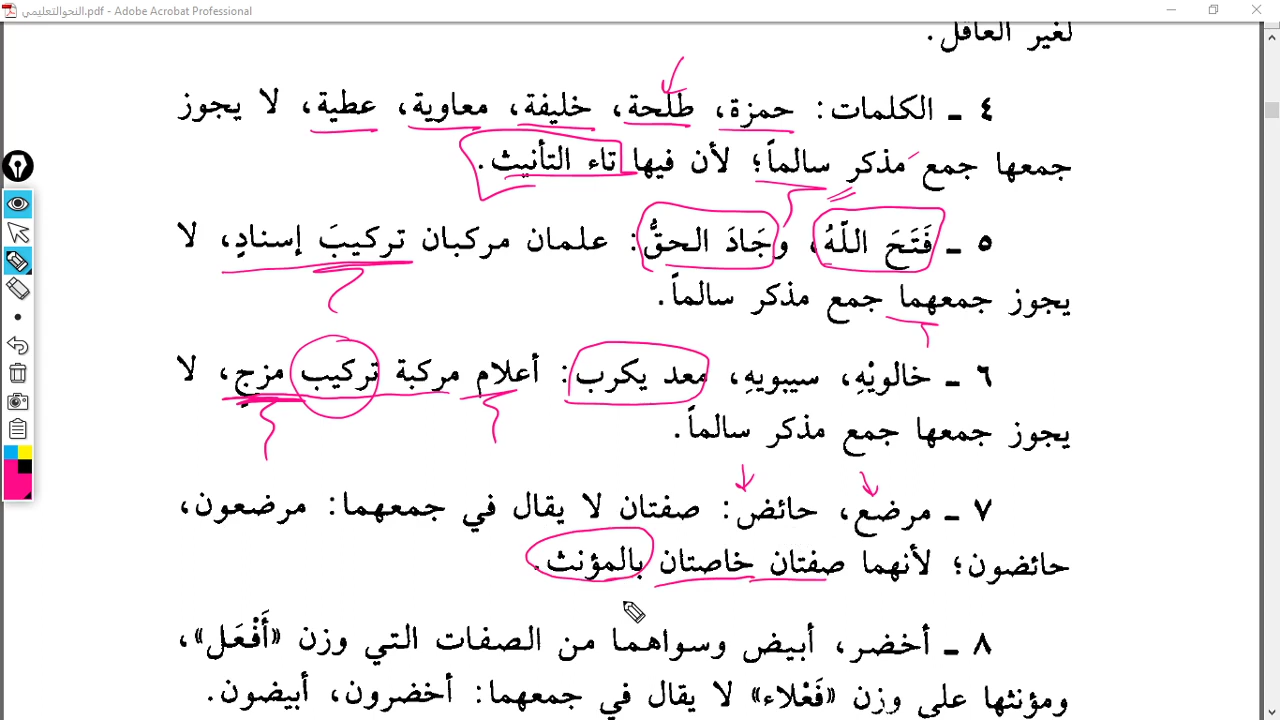 النحوالتعليمي.pdf - Adobe Acrobat Professional
لغير العاقل.
٤ ـ الكلمات: حمزة، طلحة، خليفة، معاوية، عطية، لا يجوز
جمعها جمع مذكر سالماً؛ لأن فيها تاء التأنيث.
٥ ـ فَتَحَ اللّهُ، وجَادَ الحقُّ: علمان مركبان تركيبَ إسنادٍ، لا
يجوز جمعهما جمع مذكر سالماً.
٦ ـ خالويْهِ، سيبويهِ، معد يكرب: أعلام مركبة تركيب مزجٍ، لا
يجوز جمعها جمع مذكر سالماً.
٧ ـ مرضع، حائض: صفتان لا يقال في جمعهما: مرضعون،
حائضون؛ لأنهما صفتان خاصتان بالمؤنث.
٨ ـ أخضر، أبيض وسواهما من الصفات التي وزن «أَفْعَل»،
ومؤنثها على وزن «فَعْلاء» لا يقال في جمعهما: أخضرون، أبيضون.